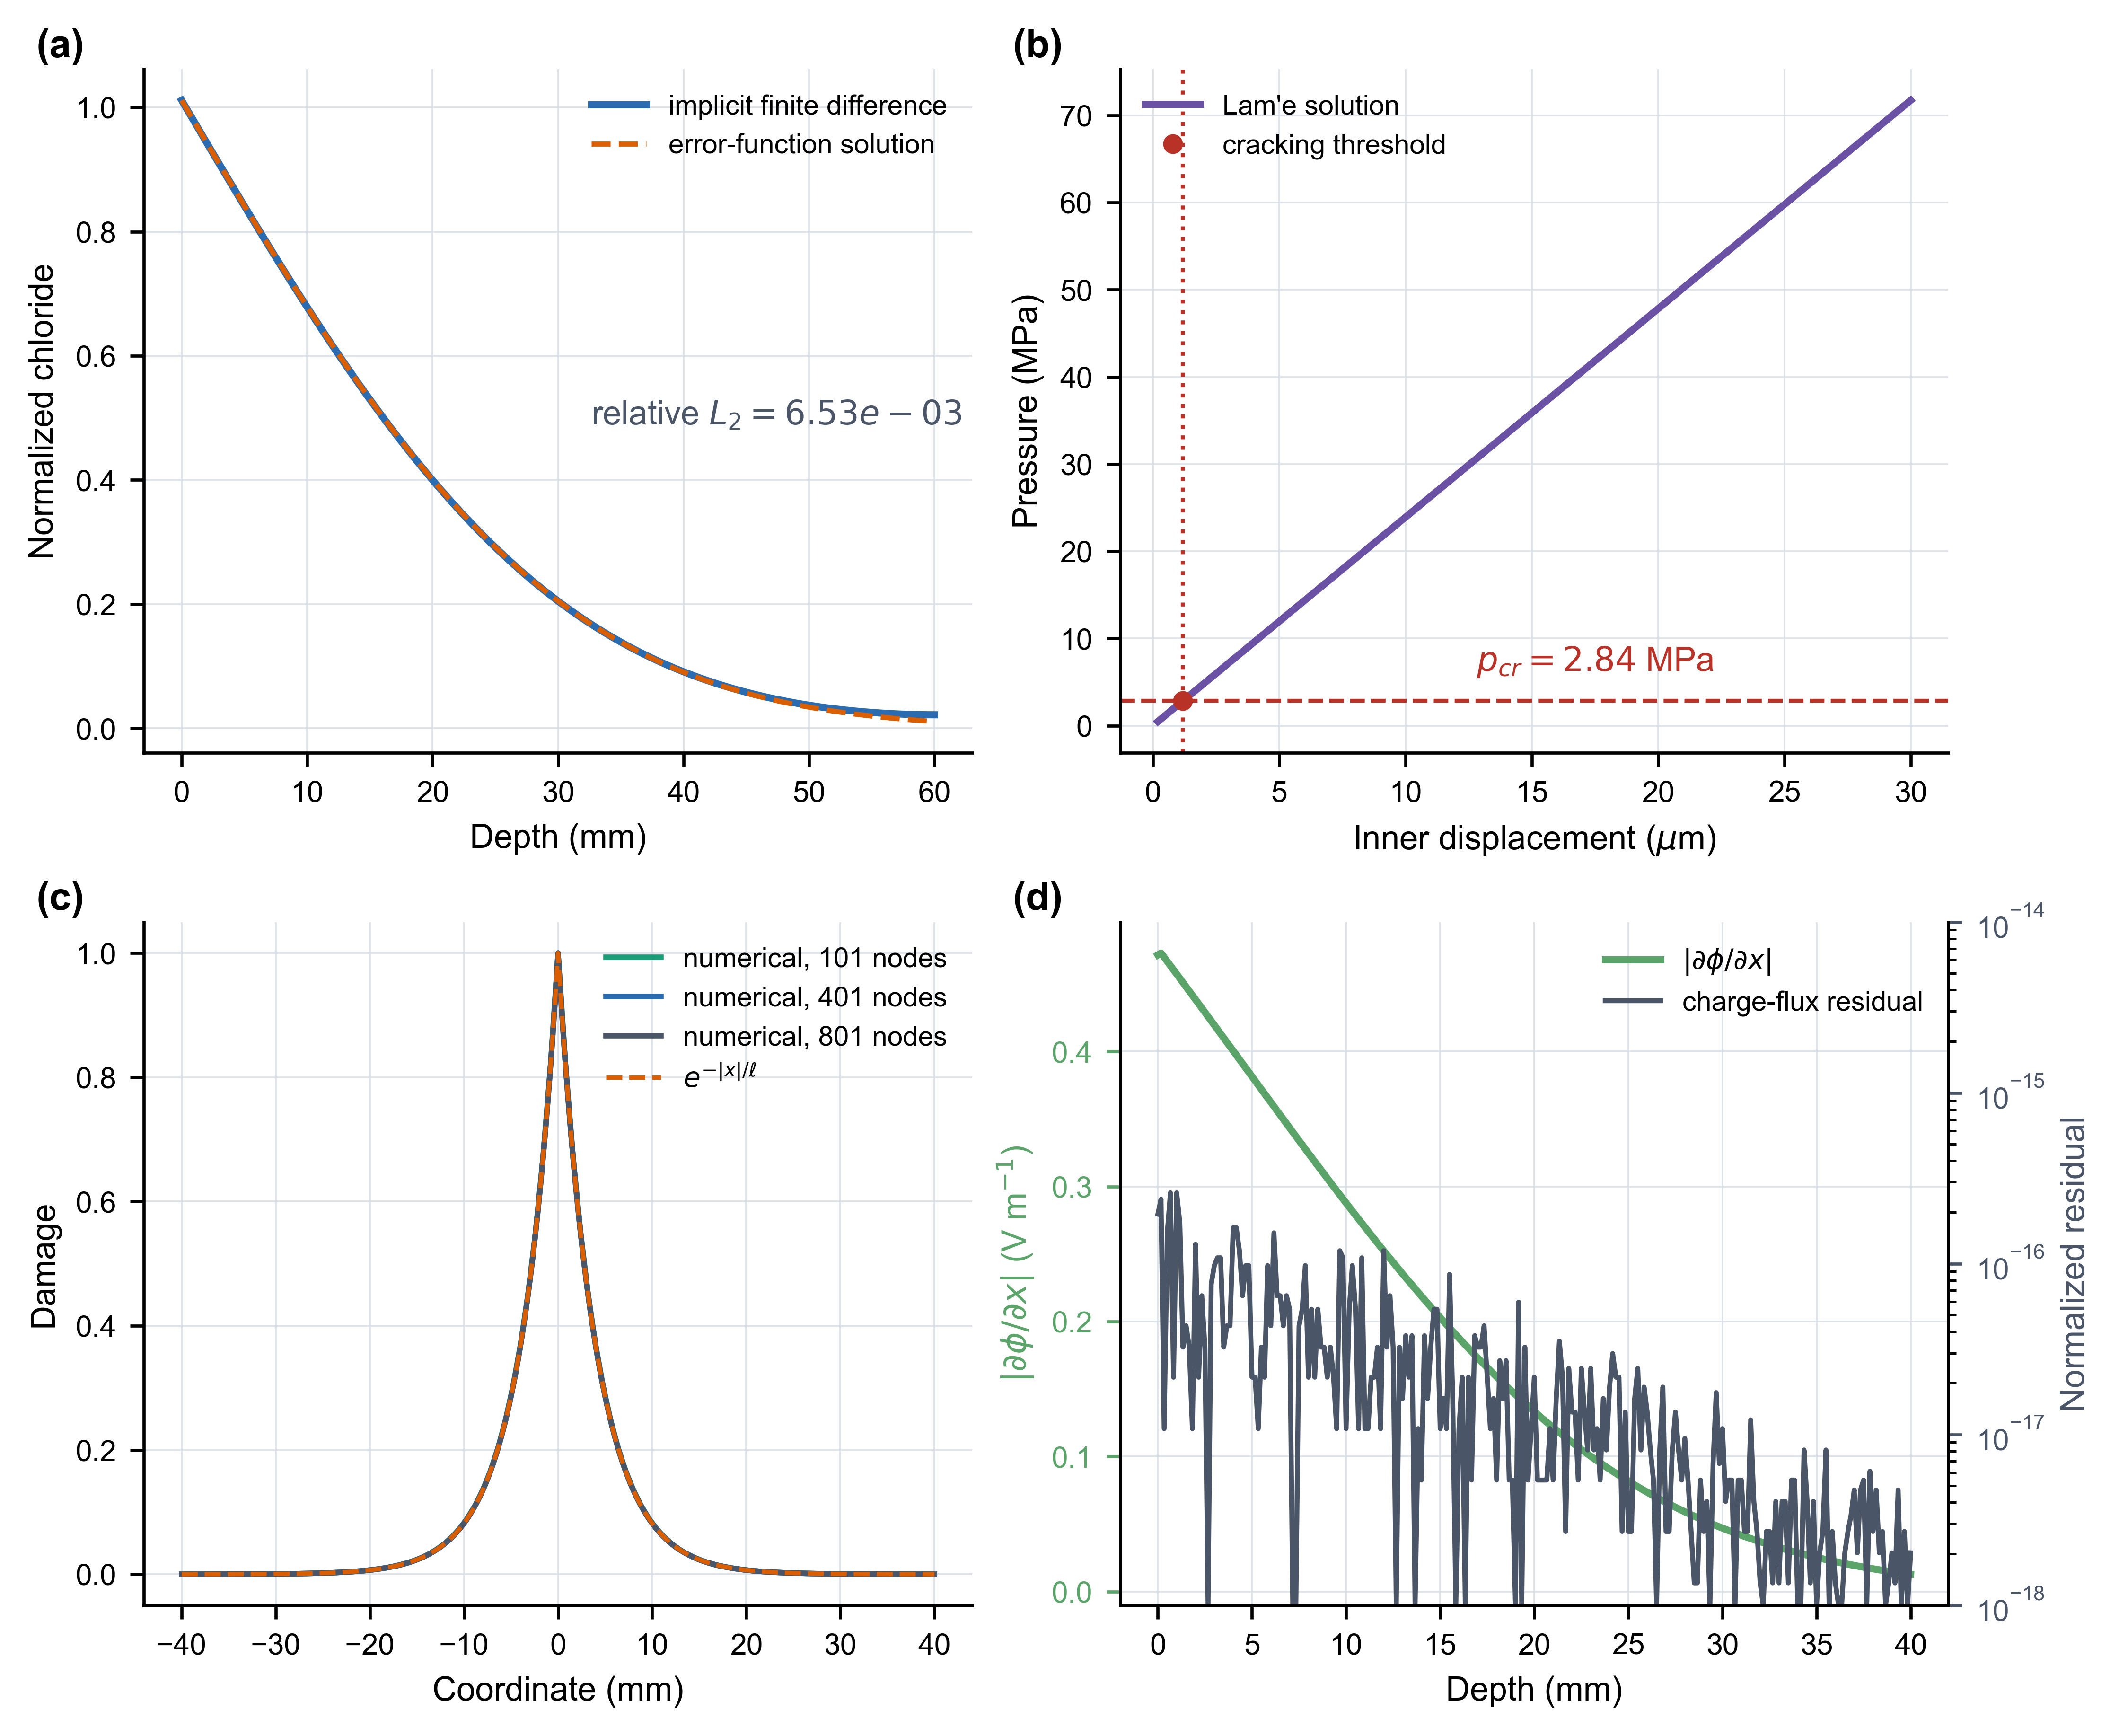 (a)
1.0
0.8
0.6
0.4
0.2
0.0
Normalized chloride
implicit finite difference
error-function solution
relative L₂ = 6.53e − 03
0 10 20 30 40 50 60
Depth (mm)
(b)
70
60
50
40
30
20
10
0
Pressure (MPa)
Lam'e solution
cracking threshold
p_cr = 2.84 MPa
0 5 10 15 20 25 30
Inner displacement (μm)
(c)
1.0
0.8
0.6
0.4
0.2
0.0
Damage
numerical, 101 nodes
numerical, 401 nodes
numerical, 801 nodes
e^−|x|/ℓ
−40 −30 −20 −10 0 10 20 30 40
Coordinate (mm)
(d)
0.4
0.3
0.2
0.1
0.0
|∂ϕ/∂x| (V m⁻¹)
|∂ϕ/∂x|
charge-flux residual
10⁻¹⁴
10⁻¹⁵
10⁻¹⁶
10⁻¹⁷
10⁻¹⁸
Normalized residual
0 5 10 15 20 25 30 35 40
Depth (mm)